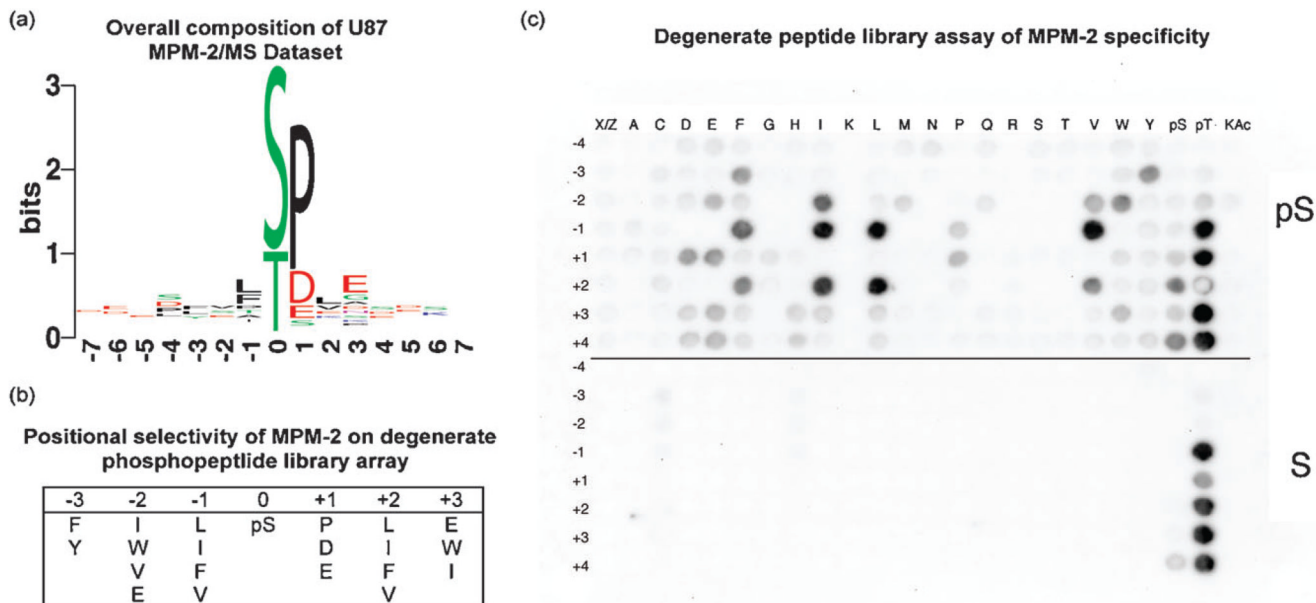 (a)
Overall composition of U87
MPM-2/MS Dataset
bits
3
2
1
0
S
T
P
D
E
S
L
E
-7 -6 -5 -4 -3 -2 -1 0 1 2 3 4 5 6 7
(b)
Positional selectivity of MPM-2 on degenerate
phosphopeptlide library array
-3 -2 -1 0 +1 +2 +3
F I L pS P L E
Y W I D I W
V F E F I
E V V
(c)
Degenerate peptide library assay of MPM-2 specificity
X/Z A C D E F G H I K L M N P Q R S T V W Y pS pT KAc
-4
-3
-2
-1
+1
+2
+3
+4
pS
-4
-3
-2
-1
+1
+2
+3
+4
S